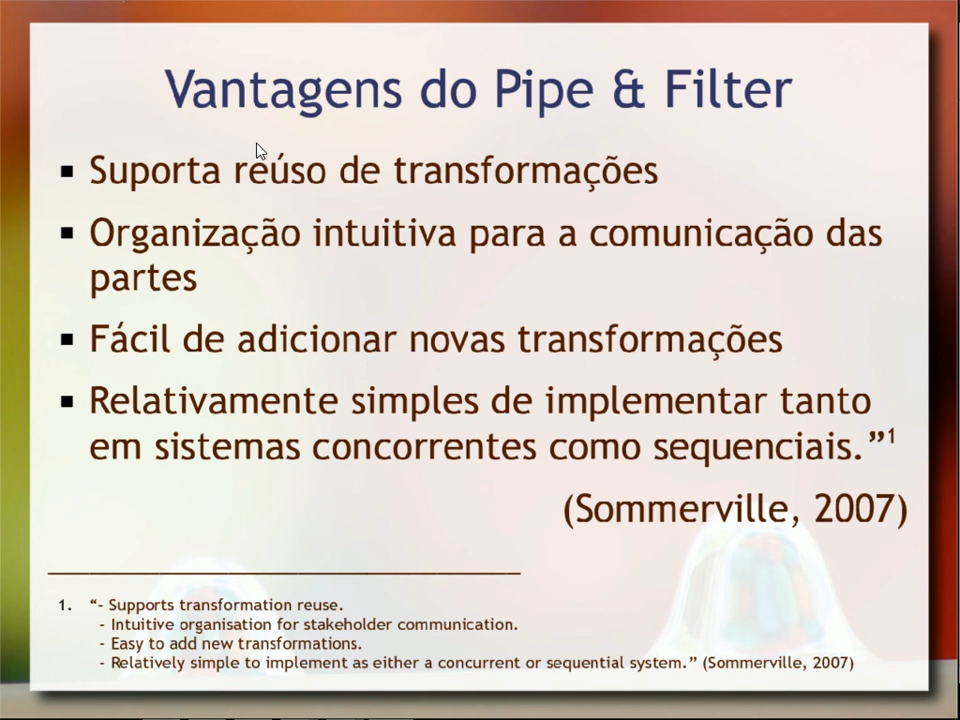 Vantagens do Pipe & Filter
▪ Suporta reúso de transformações
▪ Organização intuitiva para a comunicação das
partes
▪ Fácil de adicionar novas transformações
▪ Relativamente simples de implementar tanto
em sistemas concorrentes como sequenciais.”¹
(Sommerville, 2007)
1. “- Supports transformation reuse.
- Intuitive organisation for stakeholder communication.
- Easy to add new transformations.
- Relatively simple to implement as either a concurrent or sequential system.” (Sommerville, 2007)